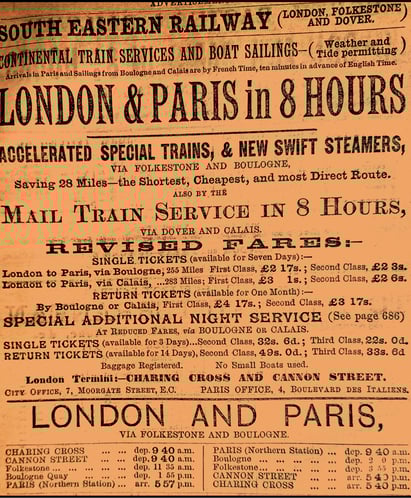 ADVERTISEMENTS
SOUTH EASTERN RAILWAY (LONDON, FOLKESTONE AND DOVER.)
CONTINENTAL TRAIN SERVICES AND BOAT SAILINGS—(Weather and Tide permitting)
Arrivals in Paris and Sailings from Boulogne and Calais are by French Time, ten minutes in advance of English Time.
LONDON & PARIS in 8 HOURS
ACCELERATED SPECIAL TRAINS, & NEW SWIFT STEAMERS,
VIA FOLKESTONE AND BOULOGNE,
Saving 28 Miles—the Shortest, Cheapest, and most Direct Route.
ALSO BY THE
MAIL TRAIN SERVICE IN 8 HOURS,
VIA DOVER AND CALAIS.
REVISED FARES:—
SINGLE TICKETS (available for Seven Days):—
London to Paris, via Boulogne, 255 Miles First Class, £2 17s.; Second Class, £2 3s.
London to Paris, via Calais, ...283 Miles; First Class, £3 1s.; Second Class, £2 6s.
RETURN TICKETS (available for One Month):—
By Boulogne or Calais, First Class, £4 17s.; Second Class, £3 17s.
SPECIAL ADDITIONAL NIGHT SERVICE (See page 686)
AT REDUCED FARES, via BOULOGNE OR CALAIS.
SINGLE TICKETS (available for 3 Days)...Second Class, 32s. 6d.; Third Class, 22s. 0d.
RETURN TICKETS (available for 14 Days), Second Class, 49s. 0d.; Third Class, 33s. 6d
Baggage Registered. No Small Boats used.
London Termini:—CHARING CROSS AND CANNON STREET.
CITY OFFICE, 7, MOORGATE STREET, E.C. PARIS OFFICE, 4, BOULEVARD DES ITALIENS.
LONDON AND PARIS,
VIA FOLKESTONE AND BOULOGNE.
CHARING CROSS ... ... dep. 9 40 a.m.
CANNON STREET ... ... dep. 9 40 a.m.
Folkestone ... ... dep. 11 35 a.m.
Boulogne Quay ... ... dep. 1 55 p.m.
PARIS (Northern Station) ... arr. 5 57 p.m.
PARIS (Northern Station) ... dep. 9 40 a.m.
Boulogne ... ... dep. 2 0 p.m.
Folkestone ... ... dep. 3 55 p.m.
CANNON STREET ... ... arr. 5 40 p.m.
CHARING CROSS ... ... arr. 5 40 p.m.